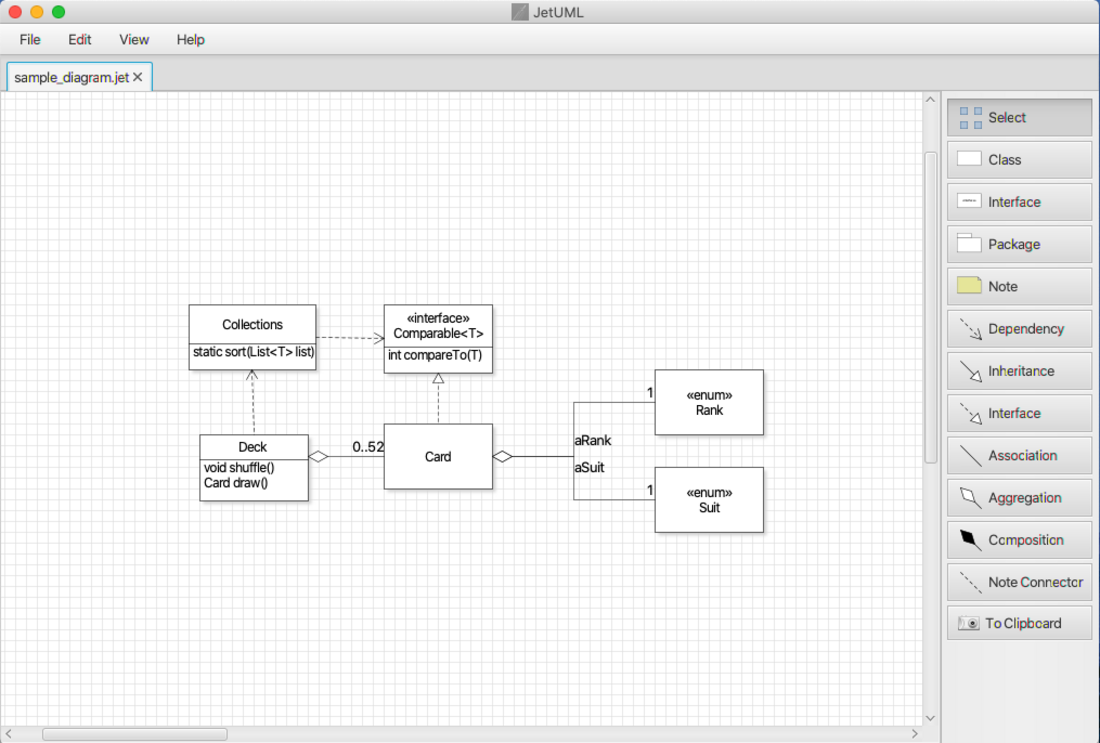 JetUML
File Edit View Help
sample_diagram.jet
Select
Class
Interface
Package
Note
Dependency
Inheritance
Interface
Association
Aggregation
Composition
Note Connector
To Clipboard
Collections
static sort(List<T> list)
«interface»
Comparable<T>
int compareTo(T)
Deck
void shuffle()
Card draw()
0..52
Card
aRank
aSuit
1
«enum»
Rank
1
«enum»
Suit